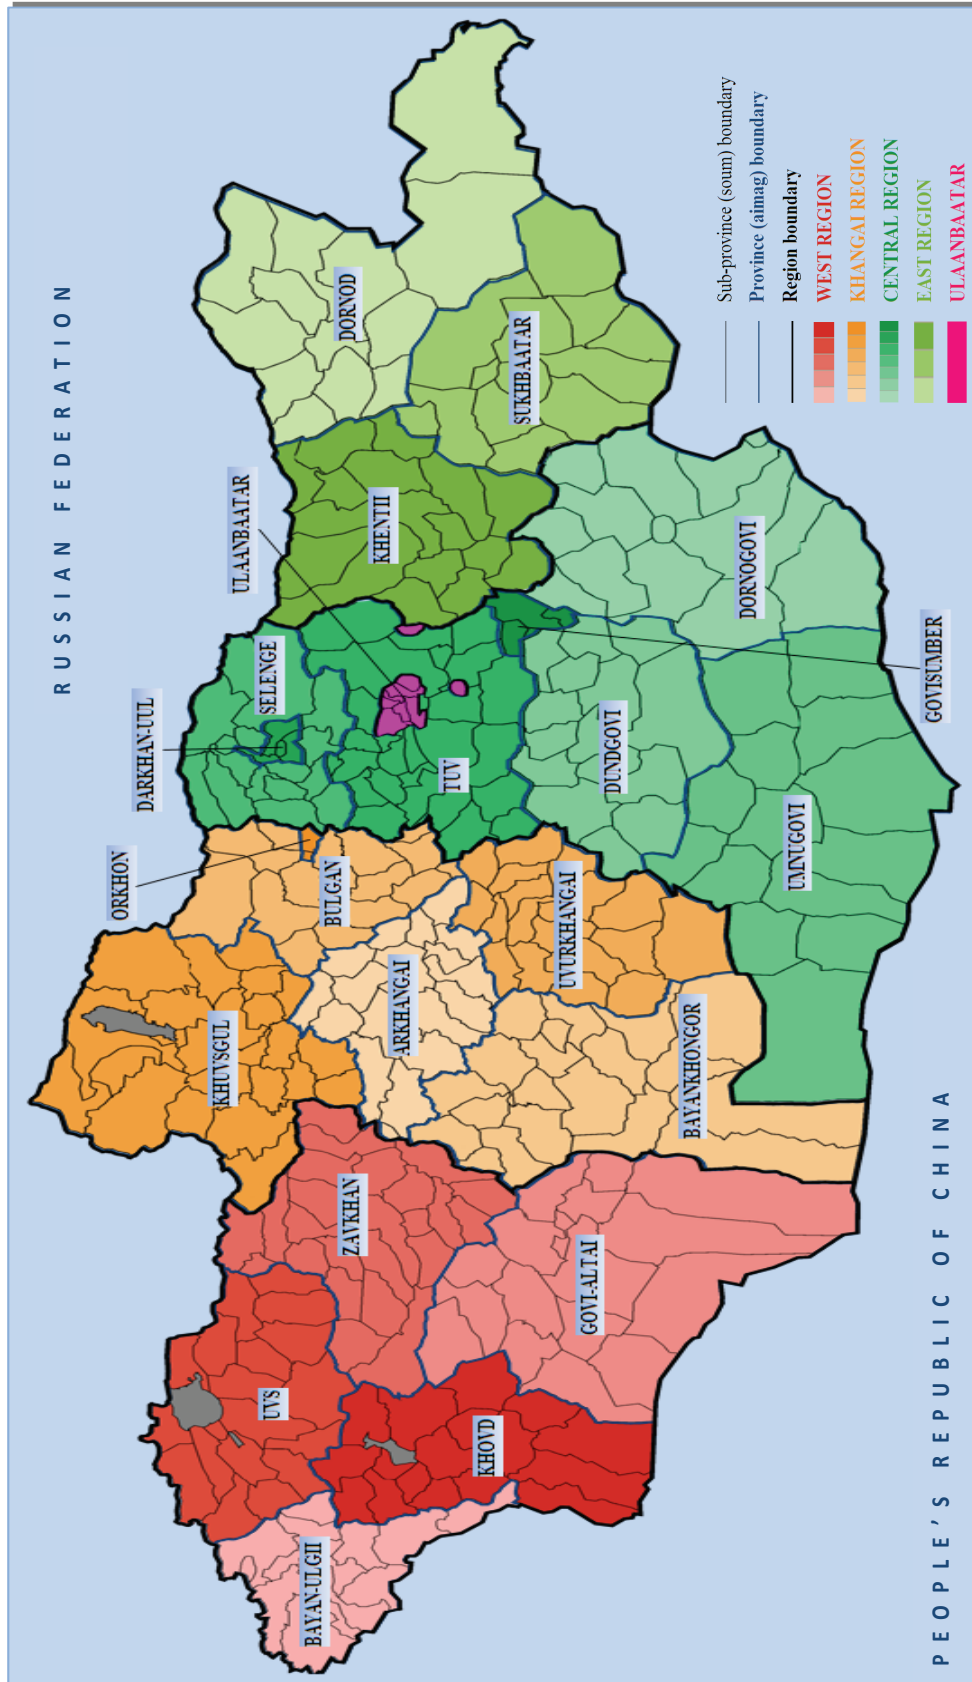 RUSSIAN FEDERATION
DARKHAN-UUL
ULAANBAATAR
ORKHON
SELENGE
KHUVSGUL
DORNOD
UVS
BULGAN
KHENTII
BAYAN-ULGII
ZAVKHAN
ARKHANGAI
TUV
SUKHBAATAR
KHOVD
UVURKHANGAI
GOVI-ALTAI
DUNDGOVI
BAYANKHONGOR
DORNOGOVI
UMNUGOVI
GOVISUMBER
PEOPLE’S REPUBLIC OF CHINA
Sub-province (soum) boundary
Province (aimag) boundary
Region boundary
WEST REGION
KHANGAI REGION
CENTRAL REGION
EAST REGION
ULAANBAATAR